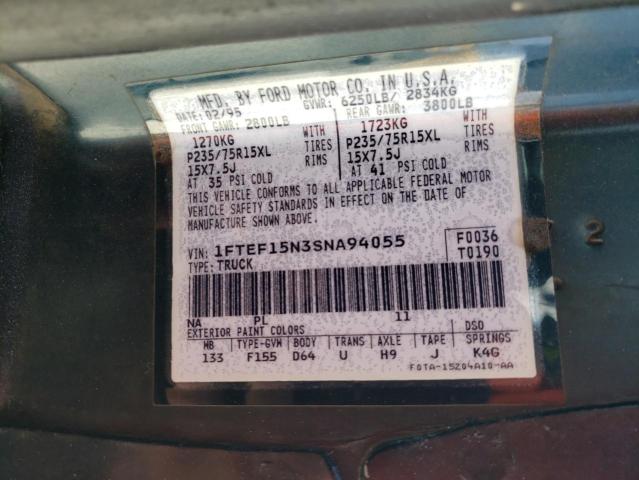 MFD. BY FORD MOTOR CO. IN U.S.A.
DATE: 02/95 GVWR: 6250LB/ 2834KG
FRONT GAWR: 2800LB REAR GAWR: 3800LB
1270KG WITH 1723KG WITH
P235/75R15XL TIRES P235/75R15XL TIRES
15X7.5J RIMS 15X7.5J RIMS
AT 35 PSI COLD AT 41 PSI COLD
THIS VEHICLE CONFORMS TO ALL APPLICABLE FEDERAL MOTOR
VEHICLE SAFETY STANDARDS IN EFFECT ON THE DATE OF
MANUFACTURE SHOWN ABOVE.
VIN: 1FTEF15N3SNA94055 F0036
TYPE: TRUCK T0190
NA PL 11
EXTERIOR PAINT COLORS DSO
WB TYPE-GVM BODY TRANS AXLE TAPE SPRINGS
133 F155 D64 U H9 J K4G
F0TA-15204A10-AA
2